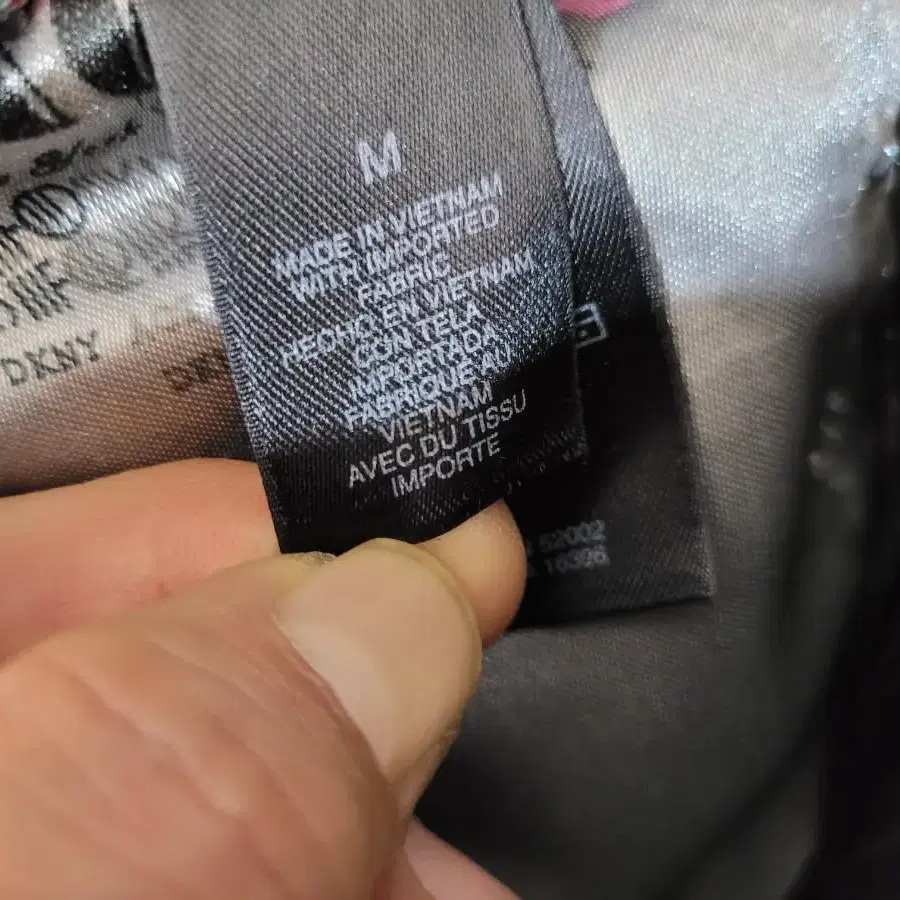 M
MADE IN VIETNAM
WITH IMPORTED
FABRIC
HECHO EN VIETNAM
CON TELA
IMPORTADA
FABRIQUE AU
VIETNAM
AVEC DU TISSU
IMPORTE
62002
DKNY